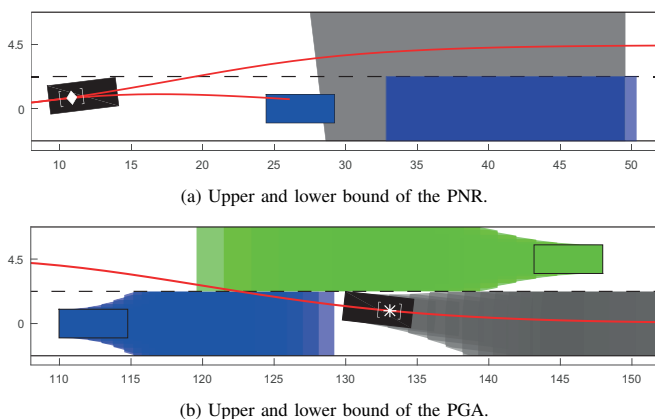 4.5
0
10 15 20 25 30 35 40 45 50
(a) Upper and lower bound of the PNR.
4.5
0
110 115 120 125 130 135 140 145 150
(b) Upper and lower bound of the PGA.